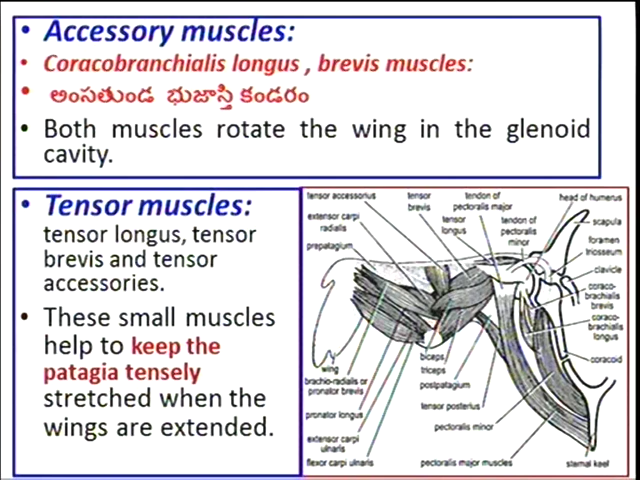 Accessory muscles:
Coracobranchialis longus , brevis muscles:
అంసతుండ భుజాస్తి కండరం
Both muscles rotate the wing in the glenoid
cavity.
Tensor muscles:
tensor longus, tensor
brevis and tensor
accessories.
These small muscles
help to keep the
patagia tensely
stretched when the
wings are extended.
tensor accessorius
extensor carpi
radialis
prepatagium
tensor
brevis
tensor
longus
tendon of
pectoralis major
tendon of
pectoralis
minor
head of humerus
scapula
foramen
triosseum
clavicle
coraco-
brachialis
brevis
coraco-
brachialis
longus
coracoid
wing
brachio-radialis or
pronator brevis
pronator longus
extensor carpi
ulnaris
flexor carpi ulnaris
biceps
triceps
postpatagium
tensor posterius
pectoralis minor
pectoralis major muscles
sternal keel